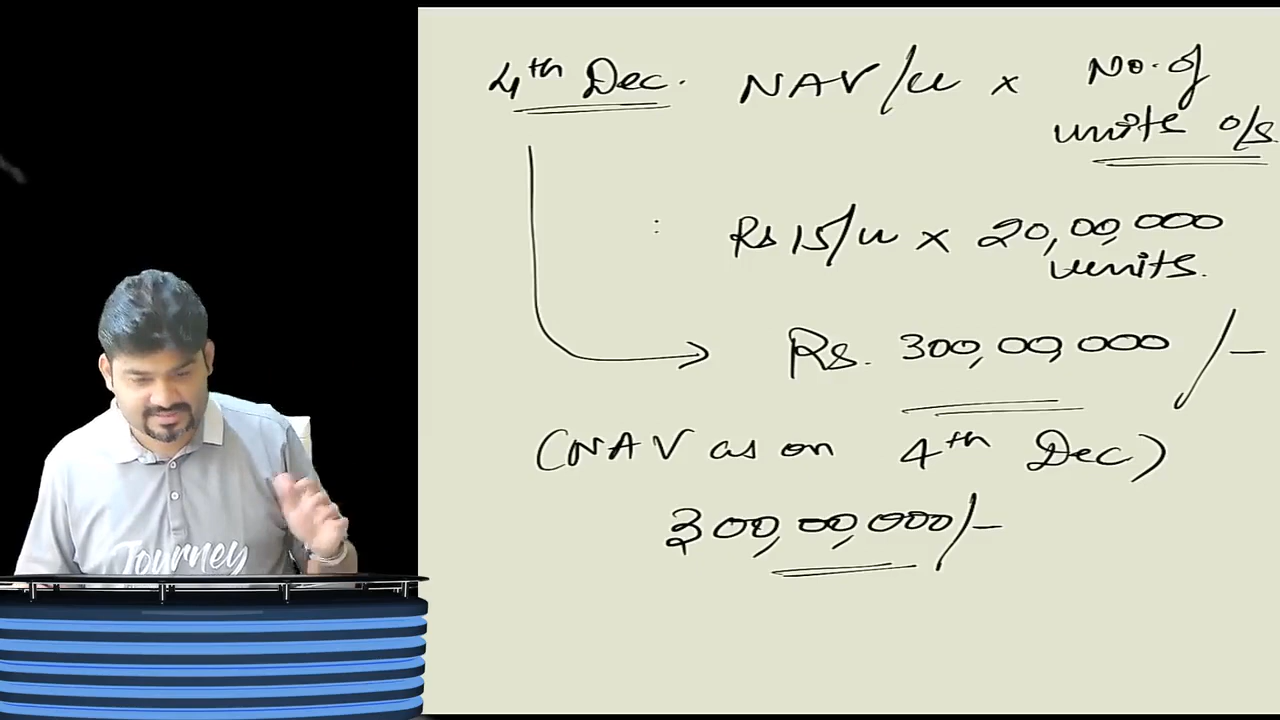 4th Dec. NAV/u x No. of
units o/s.
: Rs 15/u x 20,00,000
units.
Rs. 300,00,000/-
(NAV as on 4th Dec)
300,00,000/-
Journey